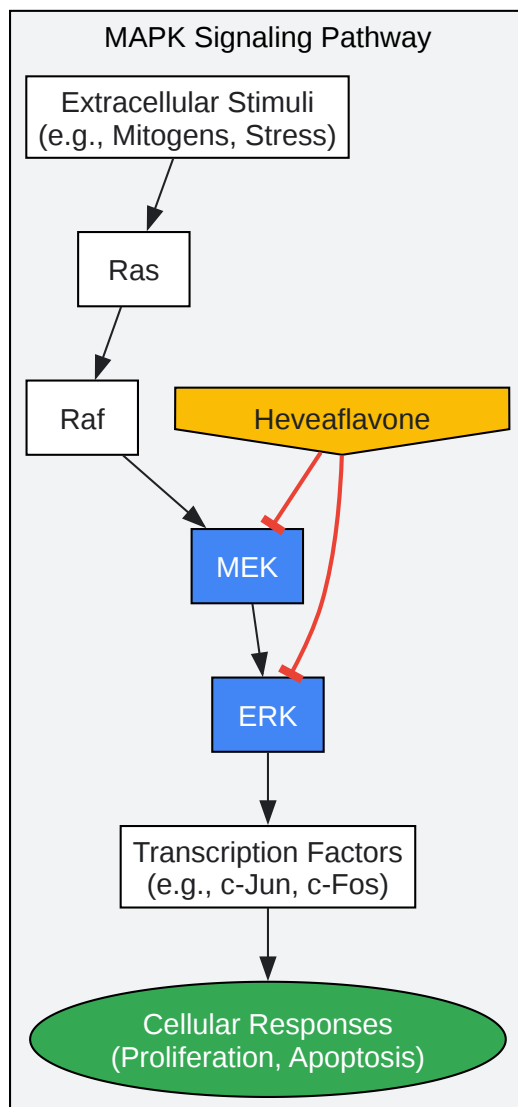 MAPK Signaling Pathway
Extracellular Stimuli
(e.g., Mitogens, Stress)
Ras
Raf
Heveaflavone
MEK
ERK
Transcription Factors
(e.g., c-Jun, c-Fos)
Cellular Responses
(Proliferation, Apoptosis)